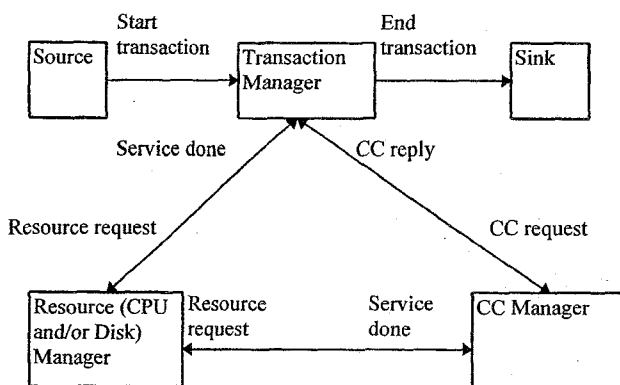 Start
transaction
End
transaction
Source
Transaction
Manager
Sink
Service done
CC reply
Resource request
CC request
Resource (CPU
and/or Disk)
Manager
Resource
request
Service
done
CC Manager